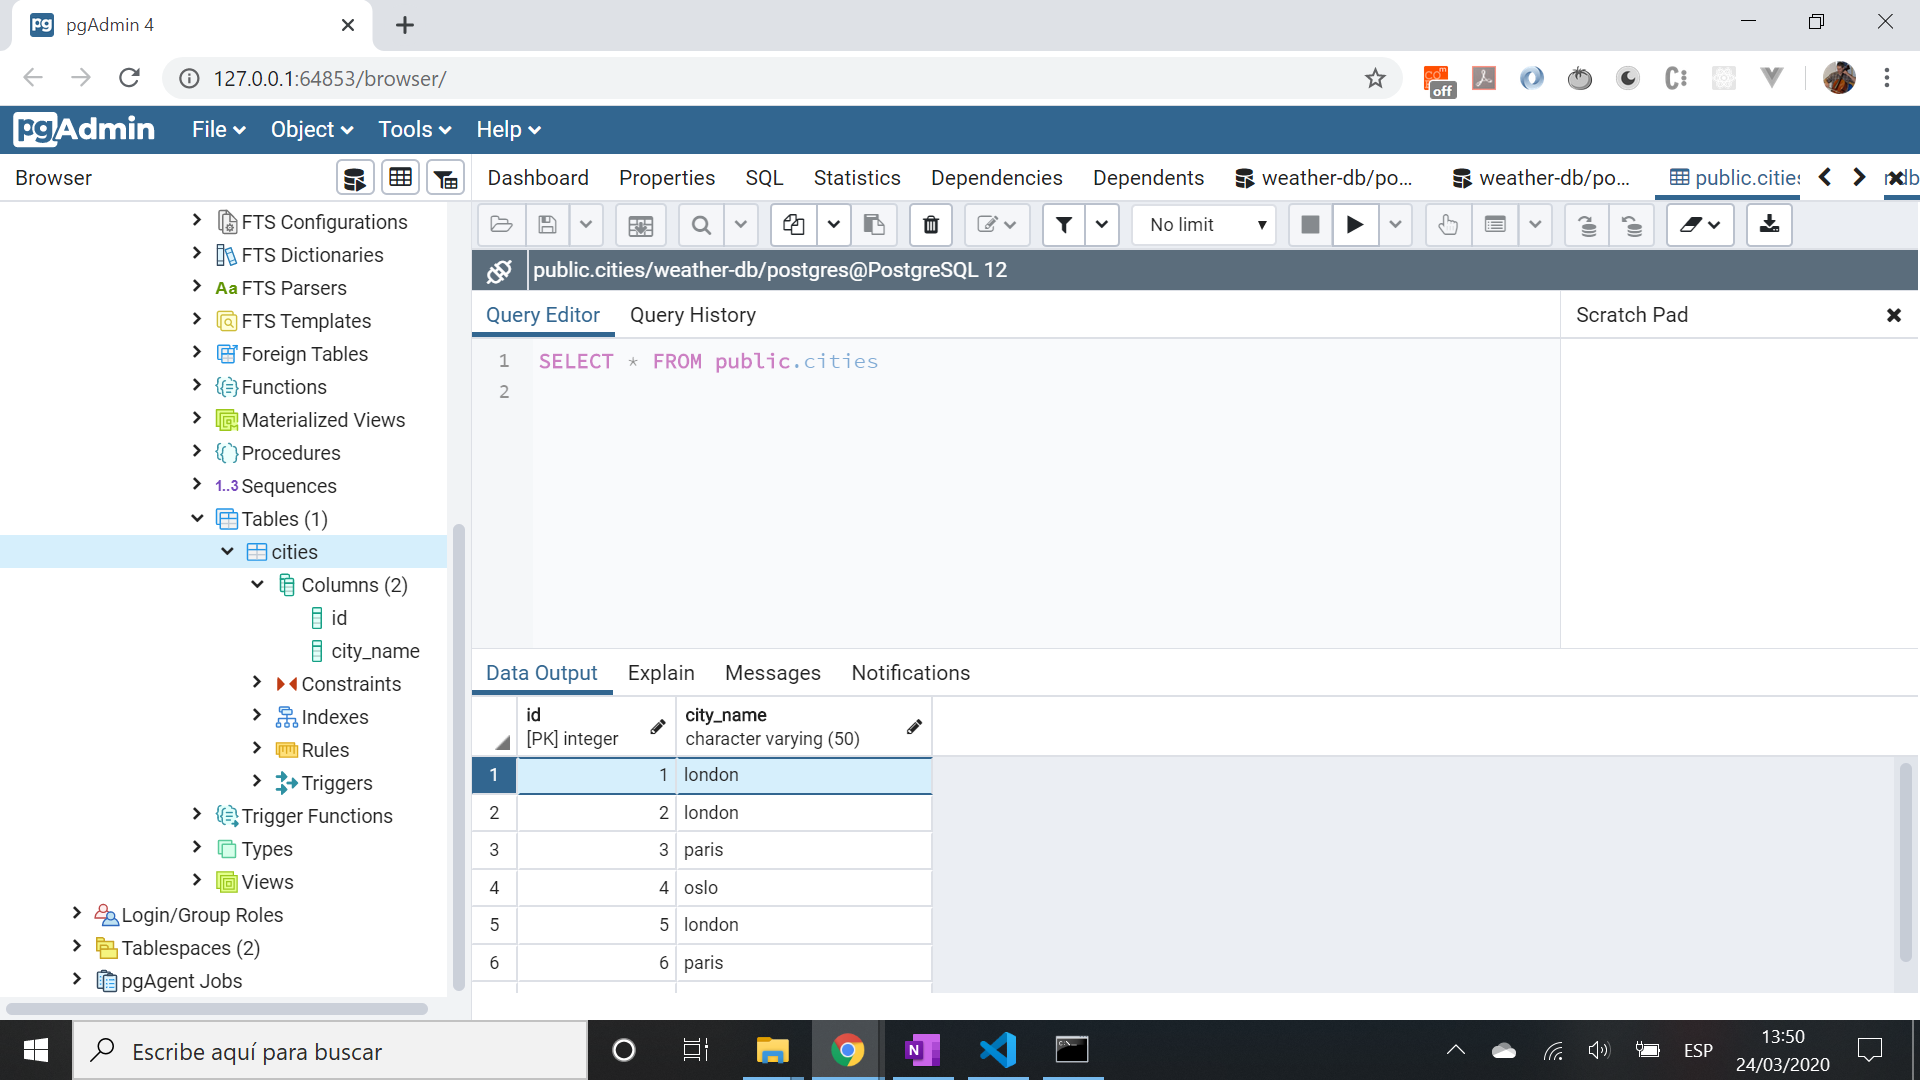 pgAdmin 4
127.0.0.1:64853/browser/
off
pgAdmin File Object Tools Help
Browser
Dashboard Properties SQL Statistics Dependencies Dependents weather-db/po... weather-db/po... public.cities
FTS Configurations
FTS Dictionaries
Aa FTS Parsers
FTS Templates
Foreign Tables
Functions
Materialized Views
Procedures
1..3 Sequences
Tables (1)
cities
Columns (2)
id
city_name
Constraints
Indexes
Rules
Triggers
Trigger Functions
Types
Views
Login/Group Roles
Tablespaces (2)
pgAgent Jobs
No limit
public.cities/weather-db/postgres@PostgreSQL 12
Query Editor Query History
Scratch Pad
1 SELECT * FROM public.cities
2
Data Output Explain Messages Notifications
id city_name
[PK] integer character varying (50)
1 1 london
2 2 london
3 3 paris
4 4 oslo
5 5 london
6 6 paris
Escribe aquí para buscar
ESP
13:50
24/03/2020